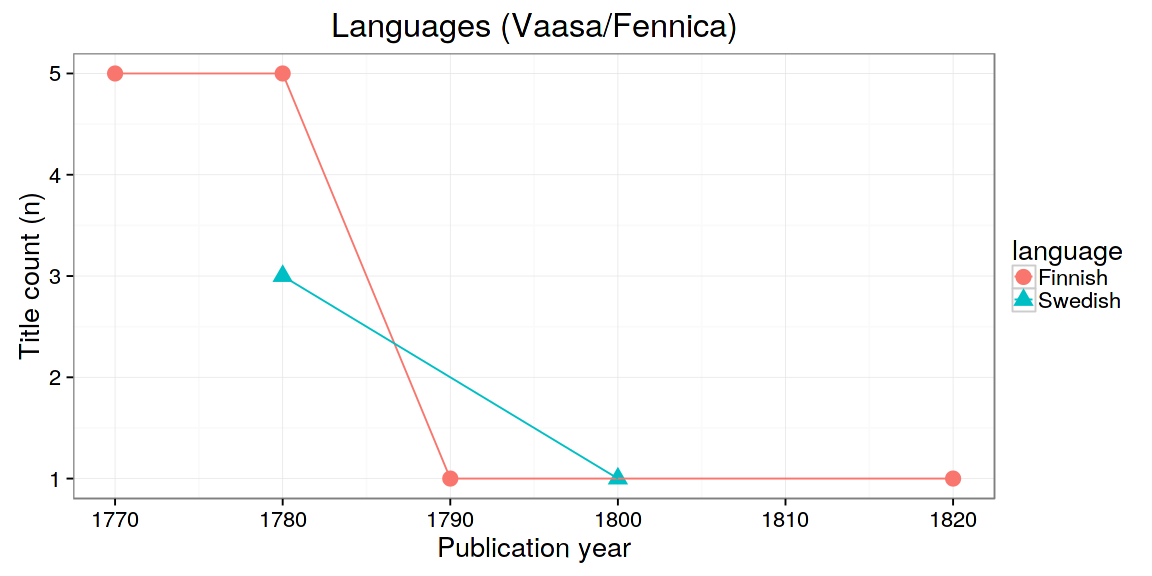 Languages (Vaasa/Fennica)
Title count (n)
5
4
3
2
1
1770 1780 1790 1800 1810 1820
Publication year
language
Finnish
Swedish